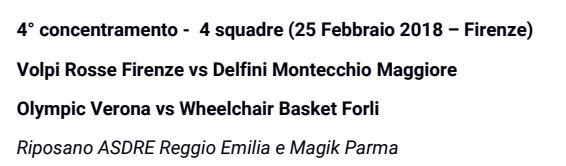 4° concentramento - 4 squadre (25 Febbraio 2018 – Firenze)
Volpi Rosse Firenze vs Delfini Montecchio Maggiore
Olympic Verona vs Wheelchair Basket Forli
Riposano ASDRE Reggio Emilia e Magik Parma